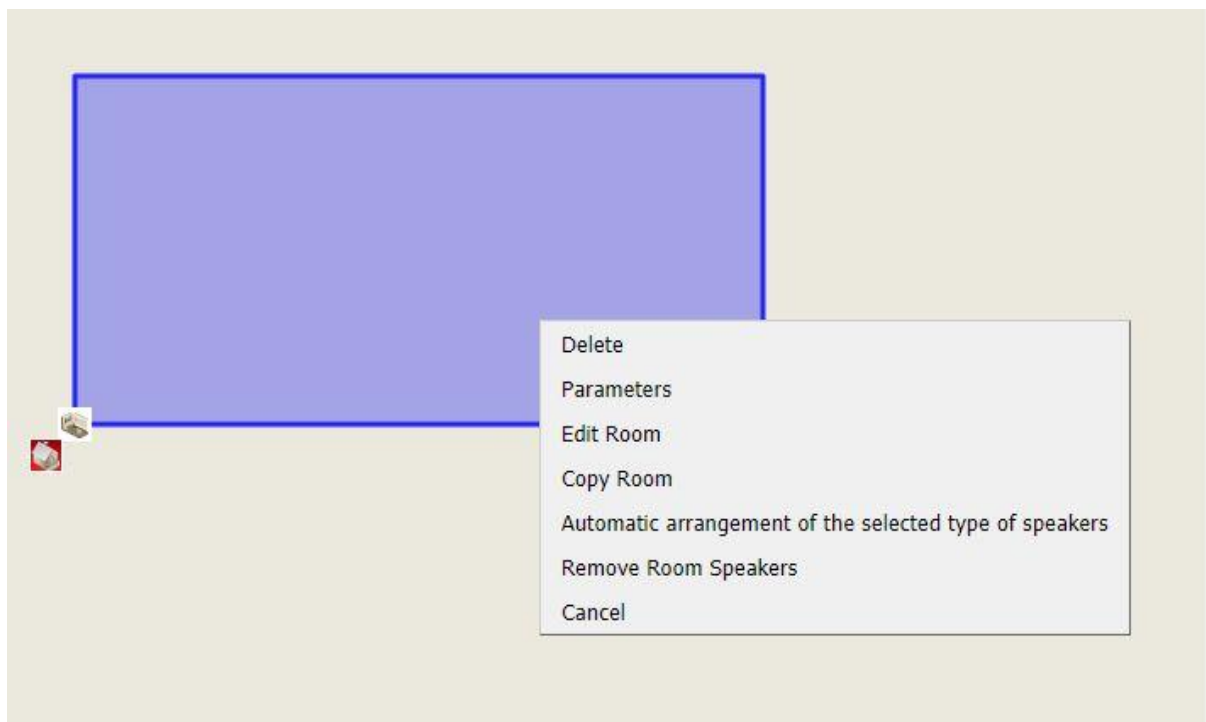 Delete
Parameters
Edit Room
Copy Room
Automatic arrangement of the selected type of speakers
Remove Room Speakers
Cancel